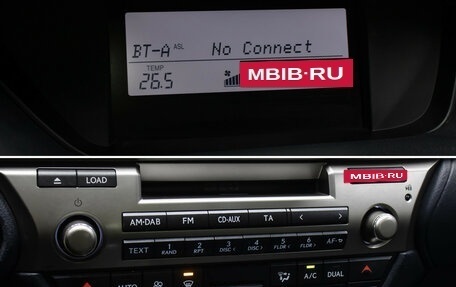 BT-A ASL No Connect
TEMP
26.5
MBIB·RU
MBIB·RU
LOAD
AM·DAB FM CD·AUX TA
TEXT 1 2 3 4 5 6 AF
RAND RPT DISC DISC FLDR FLDR
AUTO A/C DUAL